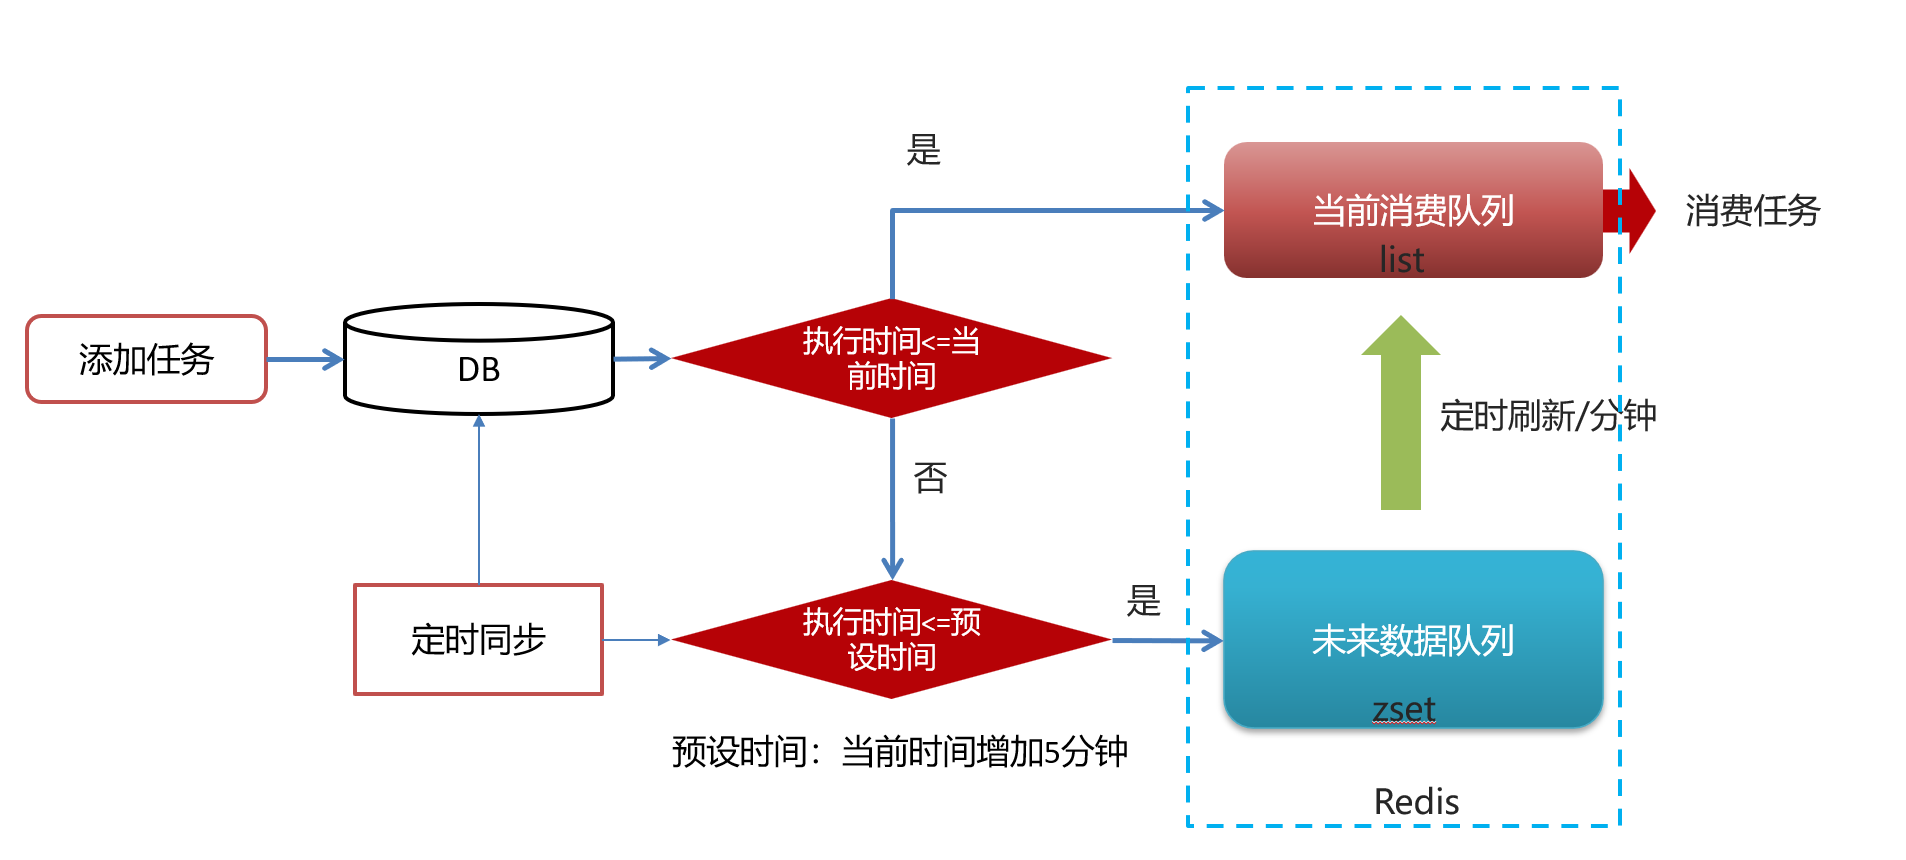 是
当前消费队列
list
消费任务
添加任务
DB
执行时间<=当
前时间
定时刷新/分钟
否
定时同步
执行时间<=预
设时间
是
未来数据队列
zset
预设时间：当前时间增加5分钟
Redis